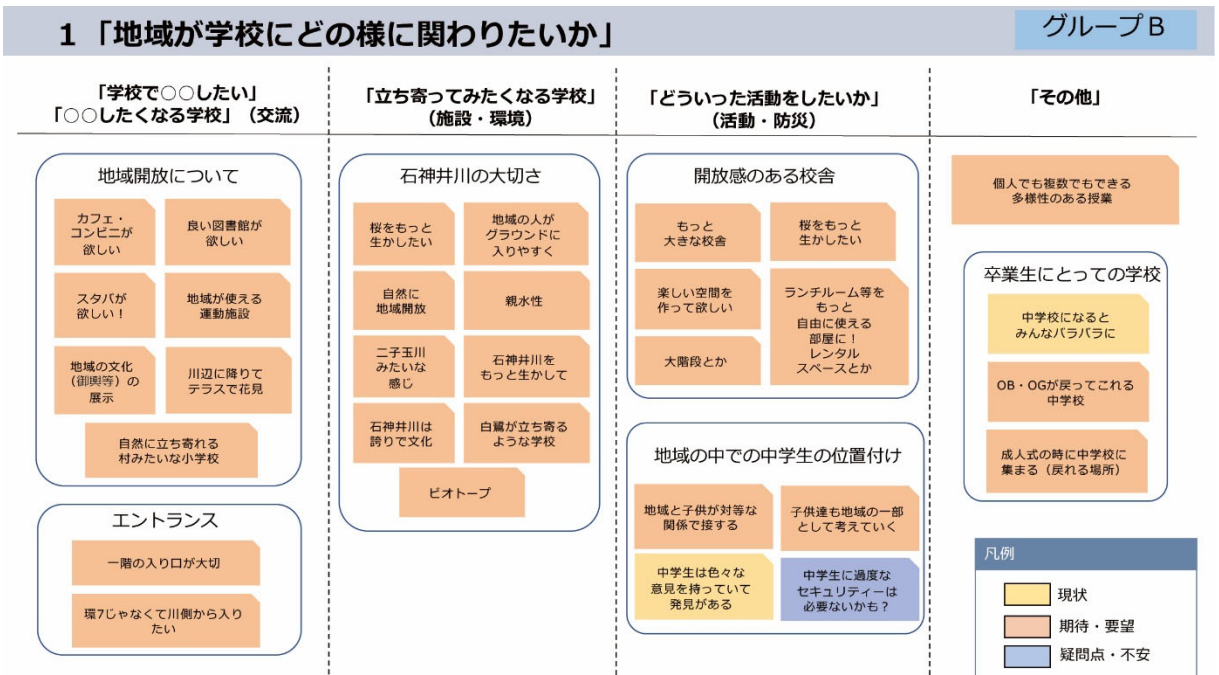 1「地域が学校にどの様に関わりたいか」
グループB
「学校で○○したい」
「○○したくなる学校」（交流）
地域開放について
カフェ・
コンビニが
欲しい
良い図書館が
欲しい
スタバが
欲しい！
地域が使える
運動施設
地域の文化
（御輿等）の
展示
川辺に降りて
テラスで花見
自然に立ち寄れる
村みたいな小学校
エントランス
一階の入り口が大切
環7じゃなくて川側から入り
たい
「立ち寄ってみたくなる学校」
（施設・環境）
石神井川の大切さ
桜をもっと
生かしたい
地域の人が
グラウンドに
入りやすく
自然に
地域開放
親水性
二子玉川
みたいな
感じ
石神井川を
もっと生かして
石神井川は
誇りで文化
白鷺が立ち寄る
ような学校
ビオトープ
「どういった活動をしたいか」
（活動・防災）
開放感のある校舎
もっと
大きな校舎
桜をもっと
生かしたい
楽しい空間を
作って欲しい
ランチルーム等を
もっと
自由に使える
部屋に！
レンタル
スペースとか
大階段とか
地域の中での中学生の位置付け
地域と子供が対等な
関係で接する
子供達も地域の一部
として考えていく
中学生は色々な
意見を持っていて
発見がある
中学生に過度な
セキュリティーは
必要ないかも？
「その他」
個人でも複数でもできる
多様性のある授業
卒業生にとっての学校
中学校になると
みんなバラバラに
OB・OGが戻ってこれる
中学校
成人式の時に中学校に
集まる（戻れる場所）
凡例
現状
期待・要望
疑問点・不安